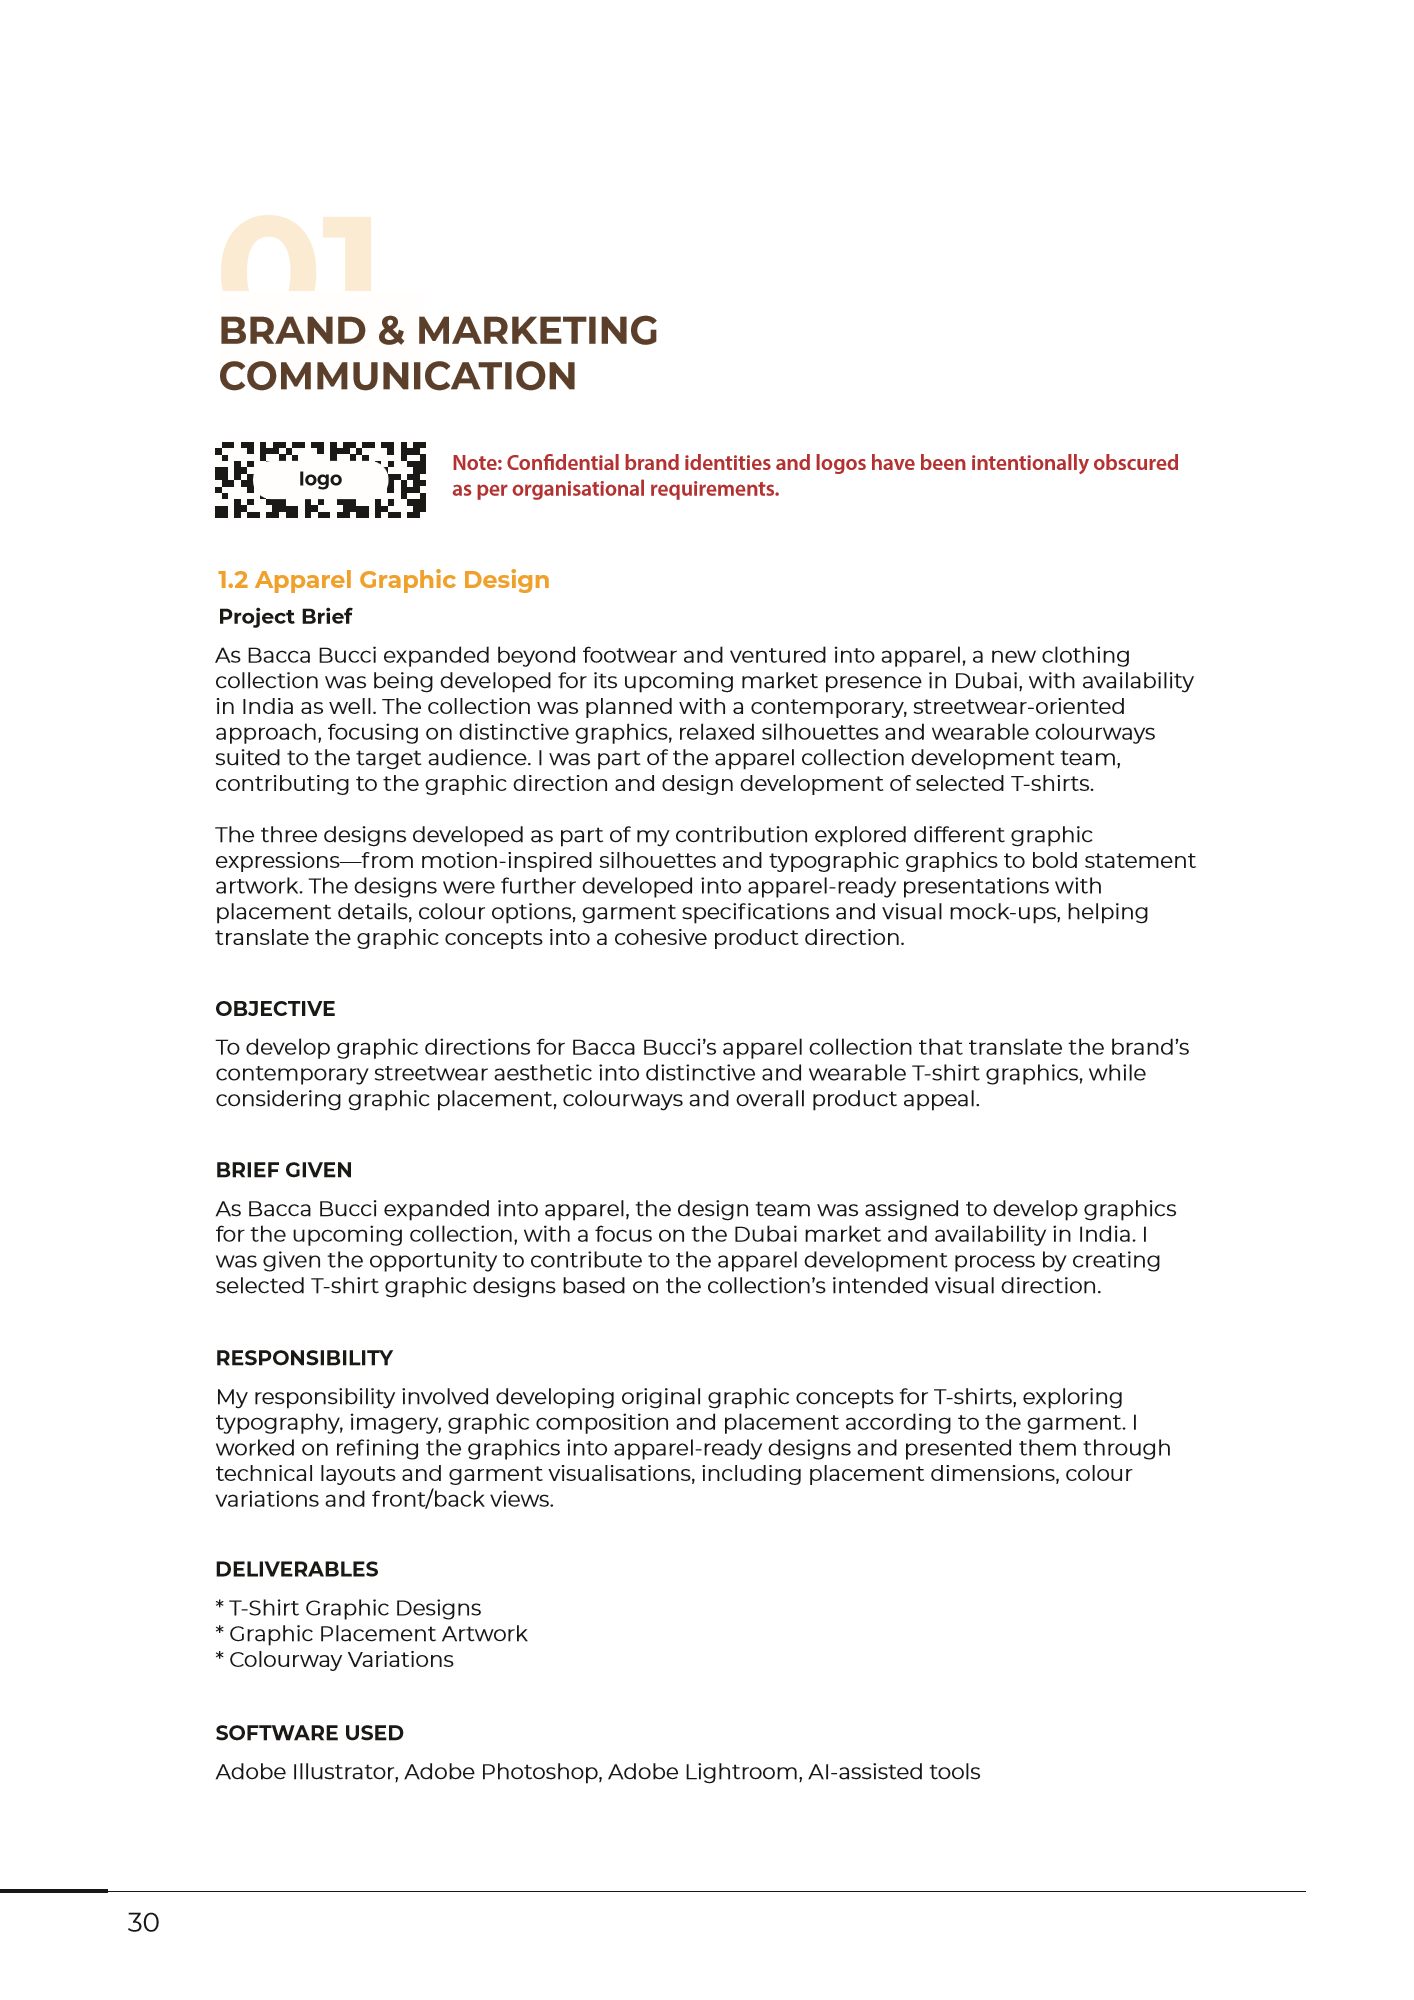 01
BRAND & MARKETING
COMMUNICATION
logo
Note: Confidential brand identities and logos have been intentionally obscured
as per organisational requirements.
1.2 Apparel Graphic Design
Project Brief
As Bacca Bucci expanded beyond footwear and ventured into apparel, a new clothing
collection was being developed for its upcoming market presence in Dubai, with availability
in India as well. The collection was planned with a contemporary, streetwear-oriented
approach, focusing on distinctive graphics, relaxed silhouettes and wearable colourways
suited to the target audience. I was part of the apparel collection development team,
contributing to the graphic direction and design development of selected T-shirts.
The three designs developed as part of my contribution explored different graphic
expressions—from motion-inspired silhouettes and typographic graphics to bold statement
artwork. The designs were further developed into apparel-ready presentations with
placement details, colour options, garment specifications and visual mock-ups, helping
translate the graphic concepts into a cohesive product direction.
OBJECTIVE
To develop graphic directions for Bacca Bucci’s apparel collection that translate the brand’s
contemporary streetwear aesthetic into distinctive and wearable T-shirt graphics, while
considering graphic placement, colourways and overall product appeal.
BRIEF GIVEN
As Bacca Bucci expanded into apparel, the design team was assigned to develop graphics
for the upcoming collection, with a focus on the Dubai market and availability in India. I
was given the opportunity to contribute to the apparel development process by creating
selected T-shirt graphic designs based on the collection’s intended visual direction.
RESPONSIBILITY
My responsibility involved developing original graphic concepts for T-shirts, exploring
typography, imagery, graphic composition and placement according to the garment. I
worked on refining the graphics into apparel-ready designs and presented them through
technical layouts and garment visualisations, including placement dimensions, colour
variations and front/back views.
DELIVERABLES
* T-Shirt Graphic Designs
* Graphic Placement Artwork
* Colourway Variations
SOFTWARE USED
Adobe Illustrator, Adobe Photoshop, Adobe Lightroom, AI-assisted tools
30